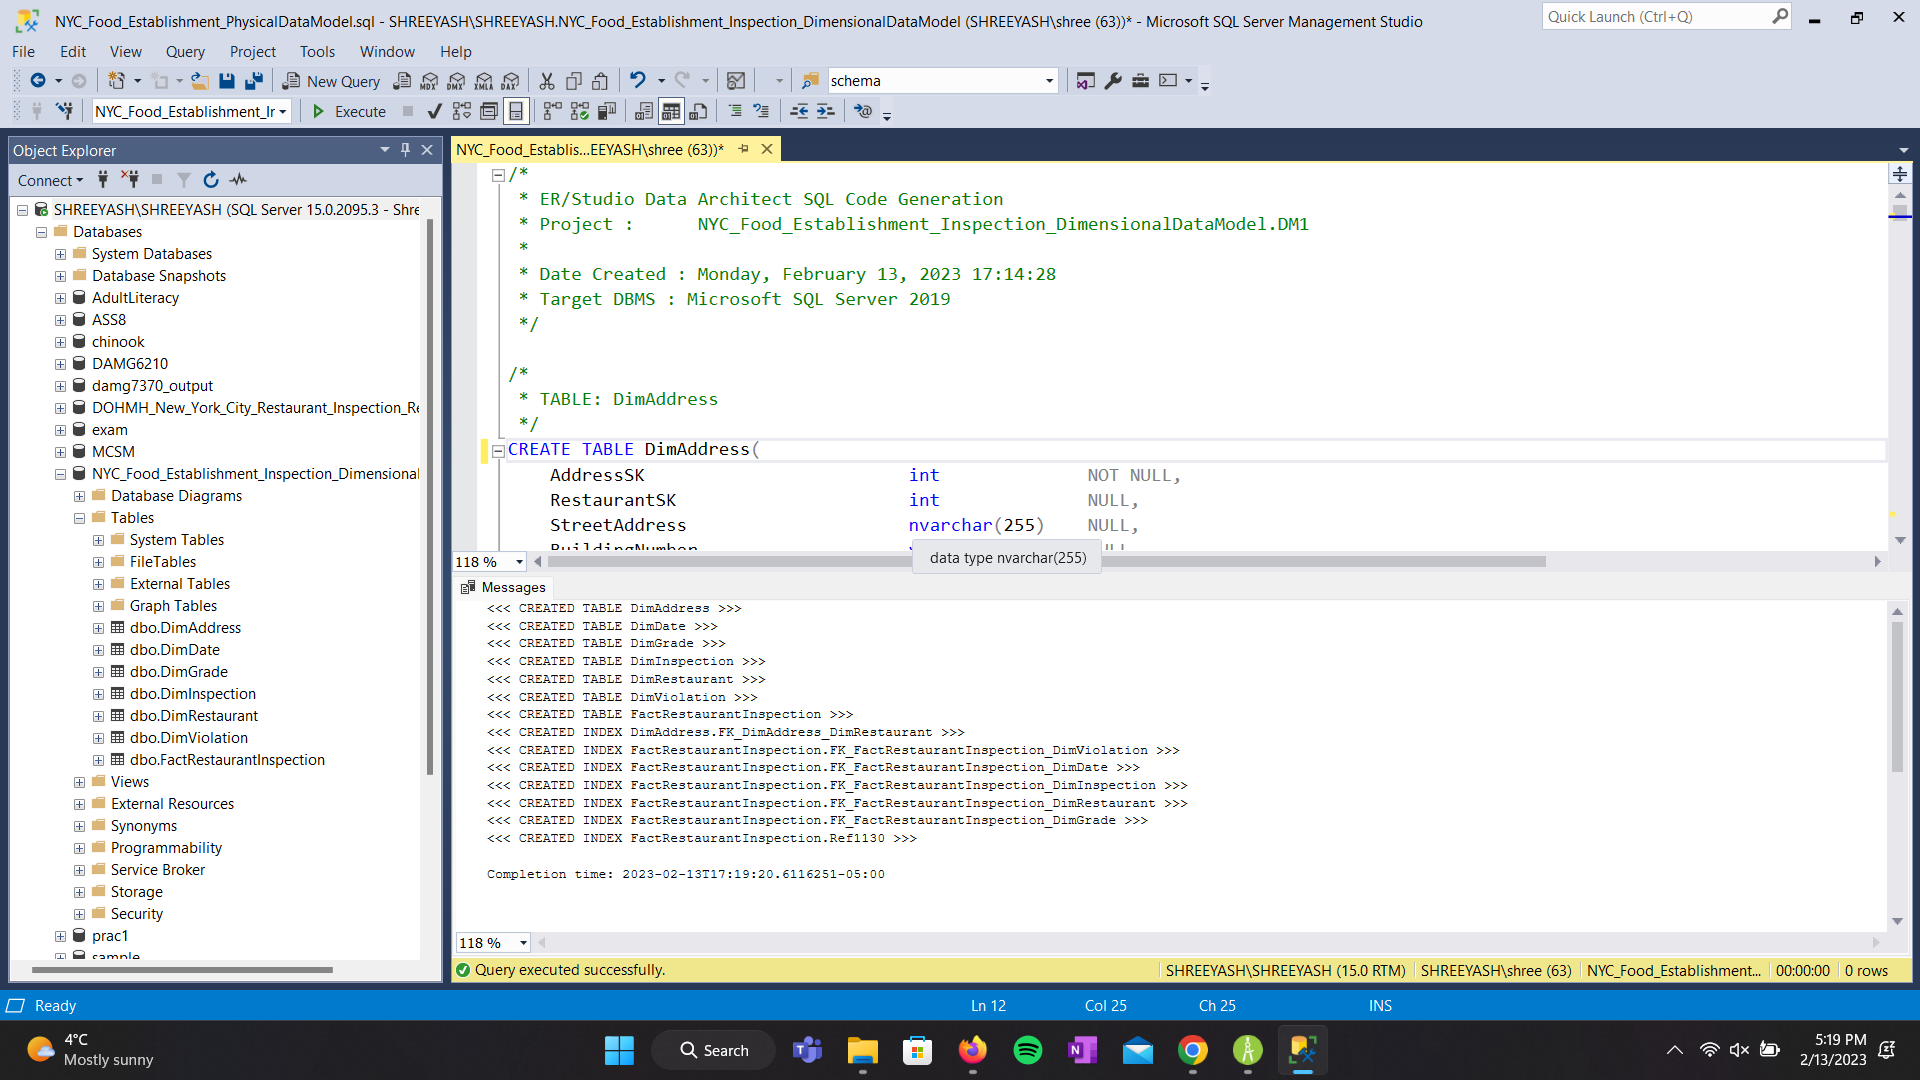 NYC_Food_Establishment_PhysicalDataModel.sql - SHREEYASH\SHREEYASH.NYC_Food_Establishment_Inspection_DimensionalDataModel (SHREEYASH\shree (63))* - Microsoft SQL Server Management Studio
Quick Launch (Ctrl+Q)
File Edit View Query Project Tools Window Help
New Query MDX DMX XMLA DAX schema
NYC_Food_Establishment_Ir Execute
Object Explorer
Connect
SHREEYASH\SHREEYASH (SQL Server 15.0.2095.3 - Shre
Databases
System Databases
Database Snapshots
AdultLiteracy
ASS8
chinook
DAMG6210
damg7370_output
DOHMH_New_York_City_Restaurant_Inspection_Re
exam
MCSM
NYC_Food_Establishment_Inspection_Dimensional
Database Diagrams
Tables
System Tables
FileTables
External Tables
Graph Tables
dbo.DimAddress
dbo.DimDate
dbo.DimGrade
dbo.DimInspection
dbo.DimRestaurant
dbo.DimViolation
dbo.FactRestaurantInspection
Views
External Resources
Synonyms
Programmability
Service Broker
Storage
Security
prac1
sample
NYC_Food_Establis...EEYASH\shree (63))*
/*
* ER/Studio Data Architect SQL Code Generation
* Project : NYC_Food_Establishment_Inspection_DimensionalDataModel.DM1
*
* Date Created : Monday, February 13, 2023 17:14:28
* Target DBMS : Microsoft SQL Server 2019
*/
/*
* TABLE: DimAddress
*/
CREATE TABLE DimAddress(
AddressSK int NOT NULL,
RestaurantSK int NULL,
StreetAddress nvarchar(255) NULL,
BuildingNumber
data type nvarchar(255)
118 %
Messages
<<< CREATED TABLE DimAddress >>>
<<< CREATED TABLE DimDate >>>
<<< CREATED TABLE DimGrade >>>
<<< CREATED TABLE DimInspection >>>
<<< CREATED TABLE DimRestaurant >>>
<<< CREATED TABLE DimViolation >>>
<<< CREATED TABLE FactRestaurantInspection >>>
<<< CREATED INDEX DimAddress.FK_DimAddress_DimRestaurant >>>
<<< CREATED INDEX FactRestaurantInspection.FK_FactRestaurantInspection_DimViolation >>>
<<< CREATED INDEX FactRestaurantInspection.FK_FactRestaurantInspection_DimDate >>>
<<< CREATED INDEX FactRestaurantInspection.FK_FactRestaurantInspection_DimInspection >>>
<<< CREATED INDEX FactRestaurantInspection.FK_FactRestaurantInspection_DimRestaurant >>>
<<< CREATED INDEX FactRestaurantInspection.FK_FactRestaurantInspection_DimGrade >>>
<<< CREATED INDEX FactRestaurantInspection.Ref1130 >>>
Completion time: 2023-02-13T17:19:20.6116251-05:00
118 %
Query executed successfully. SHREEYASH\SHREEYASH (15.0 RTM) SHREEYASH\shree (63) NYC_Food_Establishment... 00:00:00 0 rows
Ready Ln 12 Col 25 Ch 25 INS
4°C
Mostly sunny
Search
5:19 PM
2/13/2023